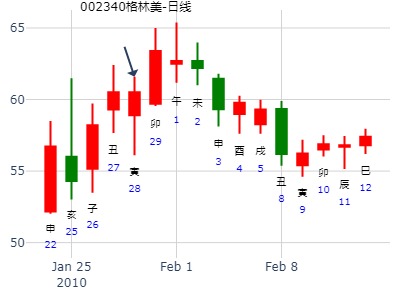 002340格林美-日线
65
60
55
50
申
22
亥
25
子
26
丑
27
寅
28
卯
29
午
1
未
2
申
3
酉
4
戌
5
丑
8
寅
9
卯
10
辰
11
巳
12
Jan 25
2010
Feb 1
Feb 8